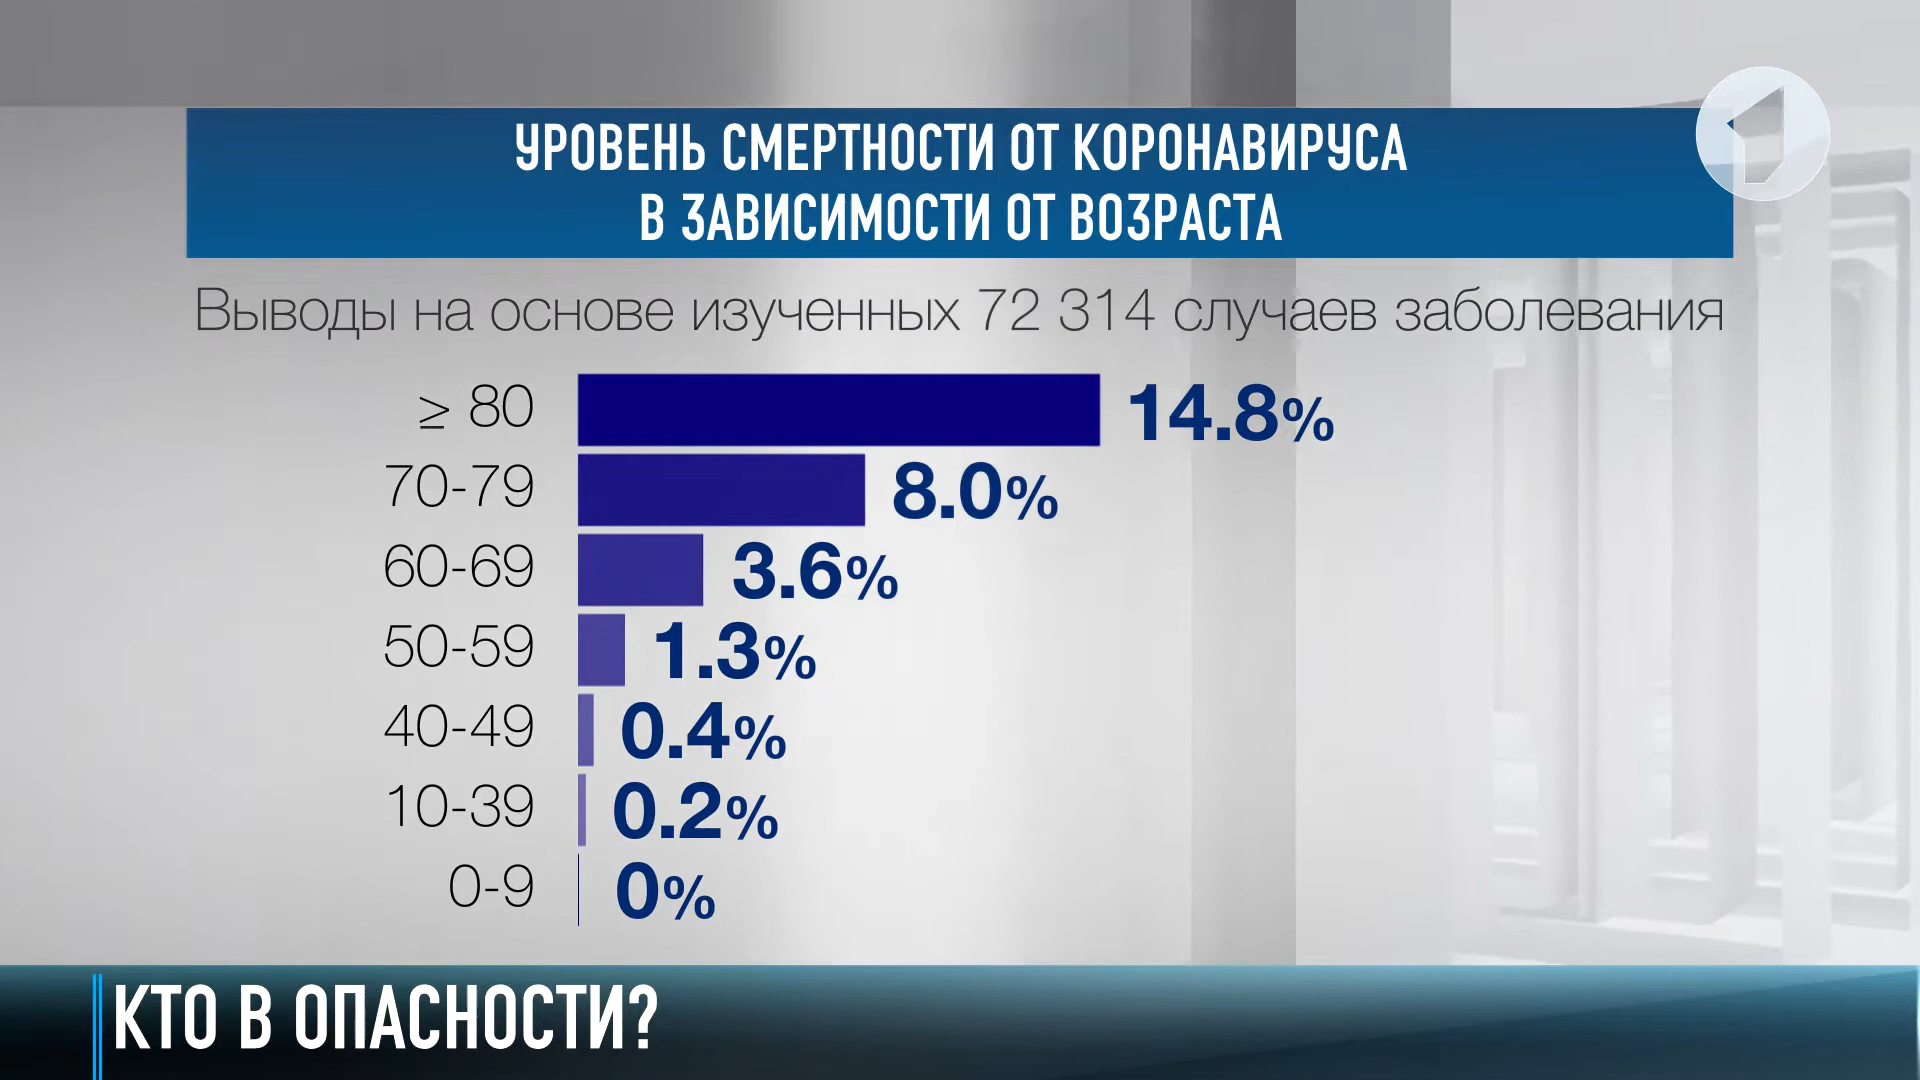 УРОВЕНЬ СМЕРТНОСТИ ОТ КОРОНАВИРУСА
В ЗАВИСИМОСТИ ОТ ВОЗРАСТА
Выводы на основе изученных 72 314 случаев заболевания
≥ 80 14.8%
70-79 8.0%
60-69 3.6%
50-59 1.3%
40-49 0.4%
10-39 0.2%
0-9 0%
КТО В ОПАСНОСТИ?